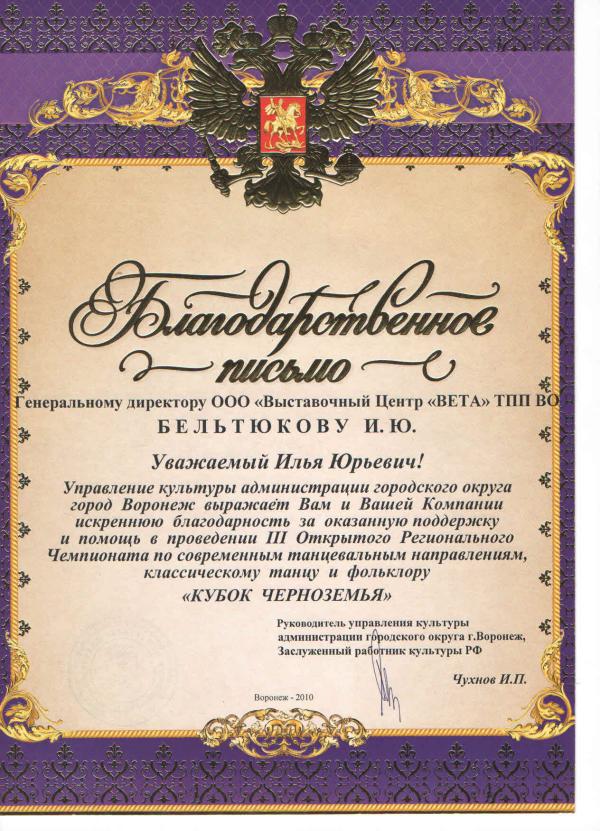 Благодарственное
письмо
Генеральному директору ООО «Выставочный Центр «ВЕТА» ТПП ВО
БЕЛЬТЮКОВУ И.Ю.
Уважаемый Илья Юрьевич!
Управление культуры администрации городского округа
город Воронеж выражает Вам и Вашей Компании
искреннюю благодарность за оказанную поддержку
и помощь в проведении III Открытого Регионального
Чемпионата по современным танцевальным направлениям,
классическому танцу и фольклору
«КУБОК ЧЕРНОЗЕМЬЯ»
Руководитель управления культуры
администрации городского округа г.Воронеж,
Заслуженный работник культуры РФ
Чухнов И.П.
Воронеж - 2010